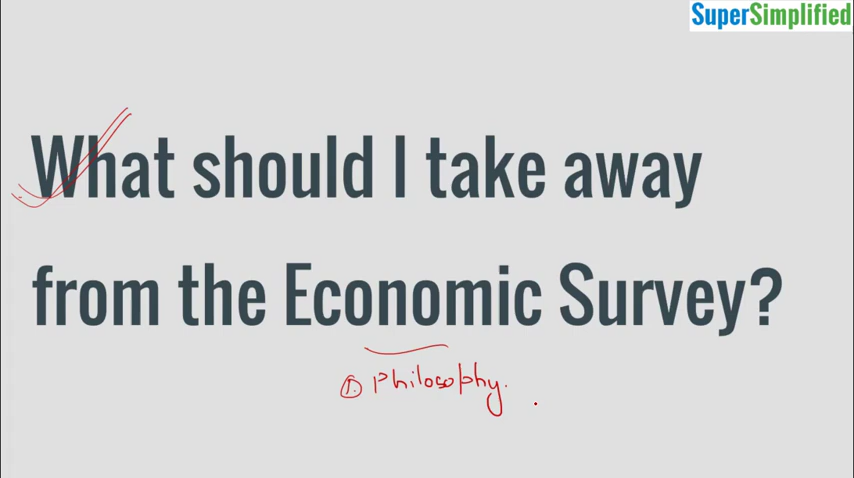 SuperSimplified
What should I take away
from the Economic Survey?
1. Philosophy.